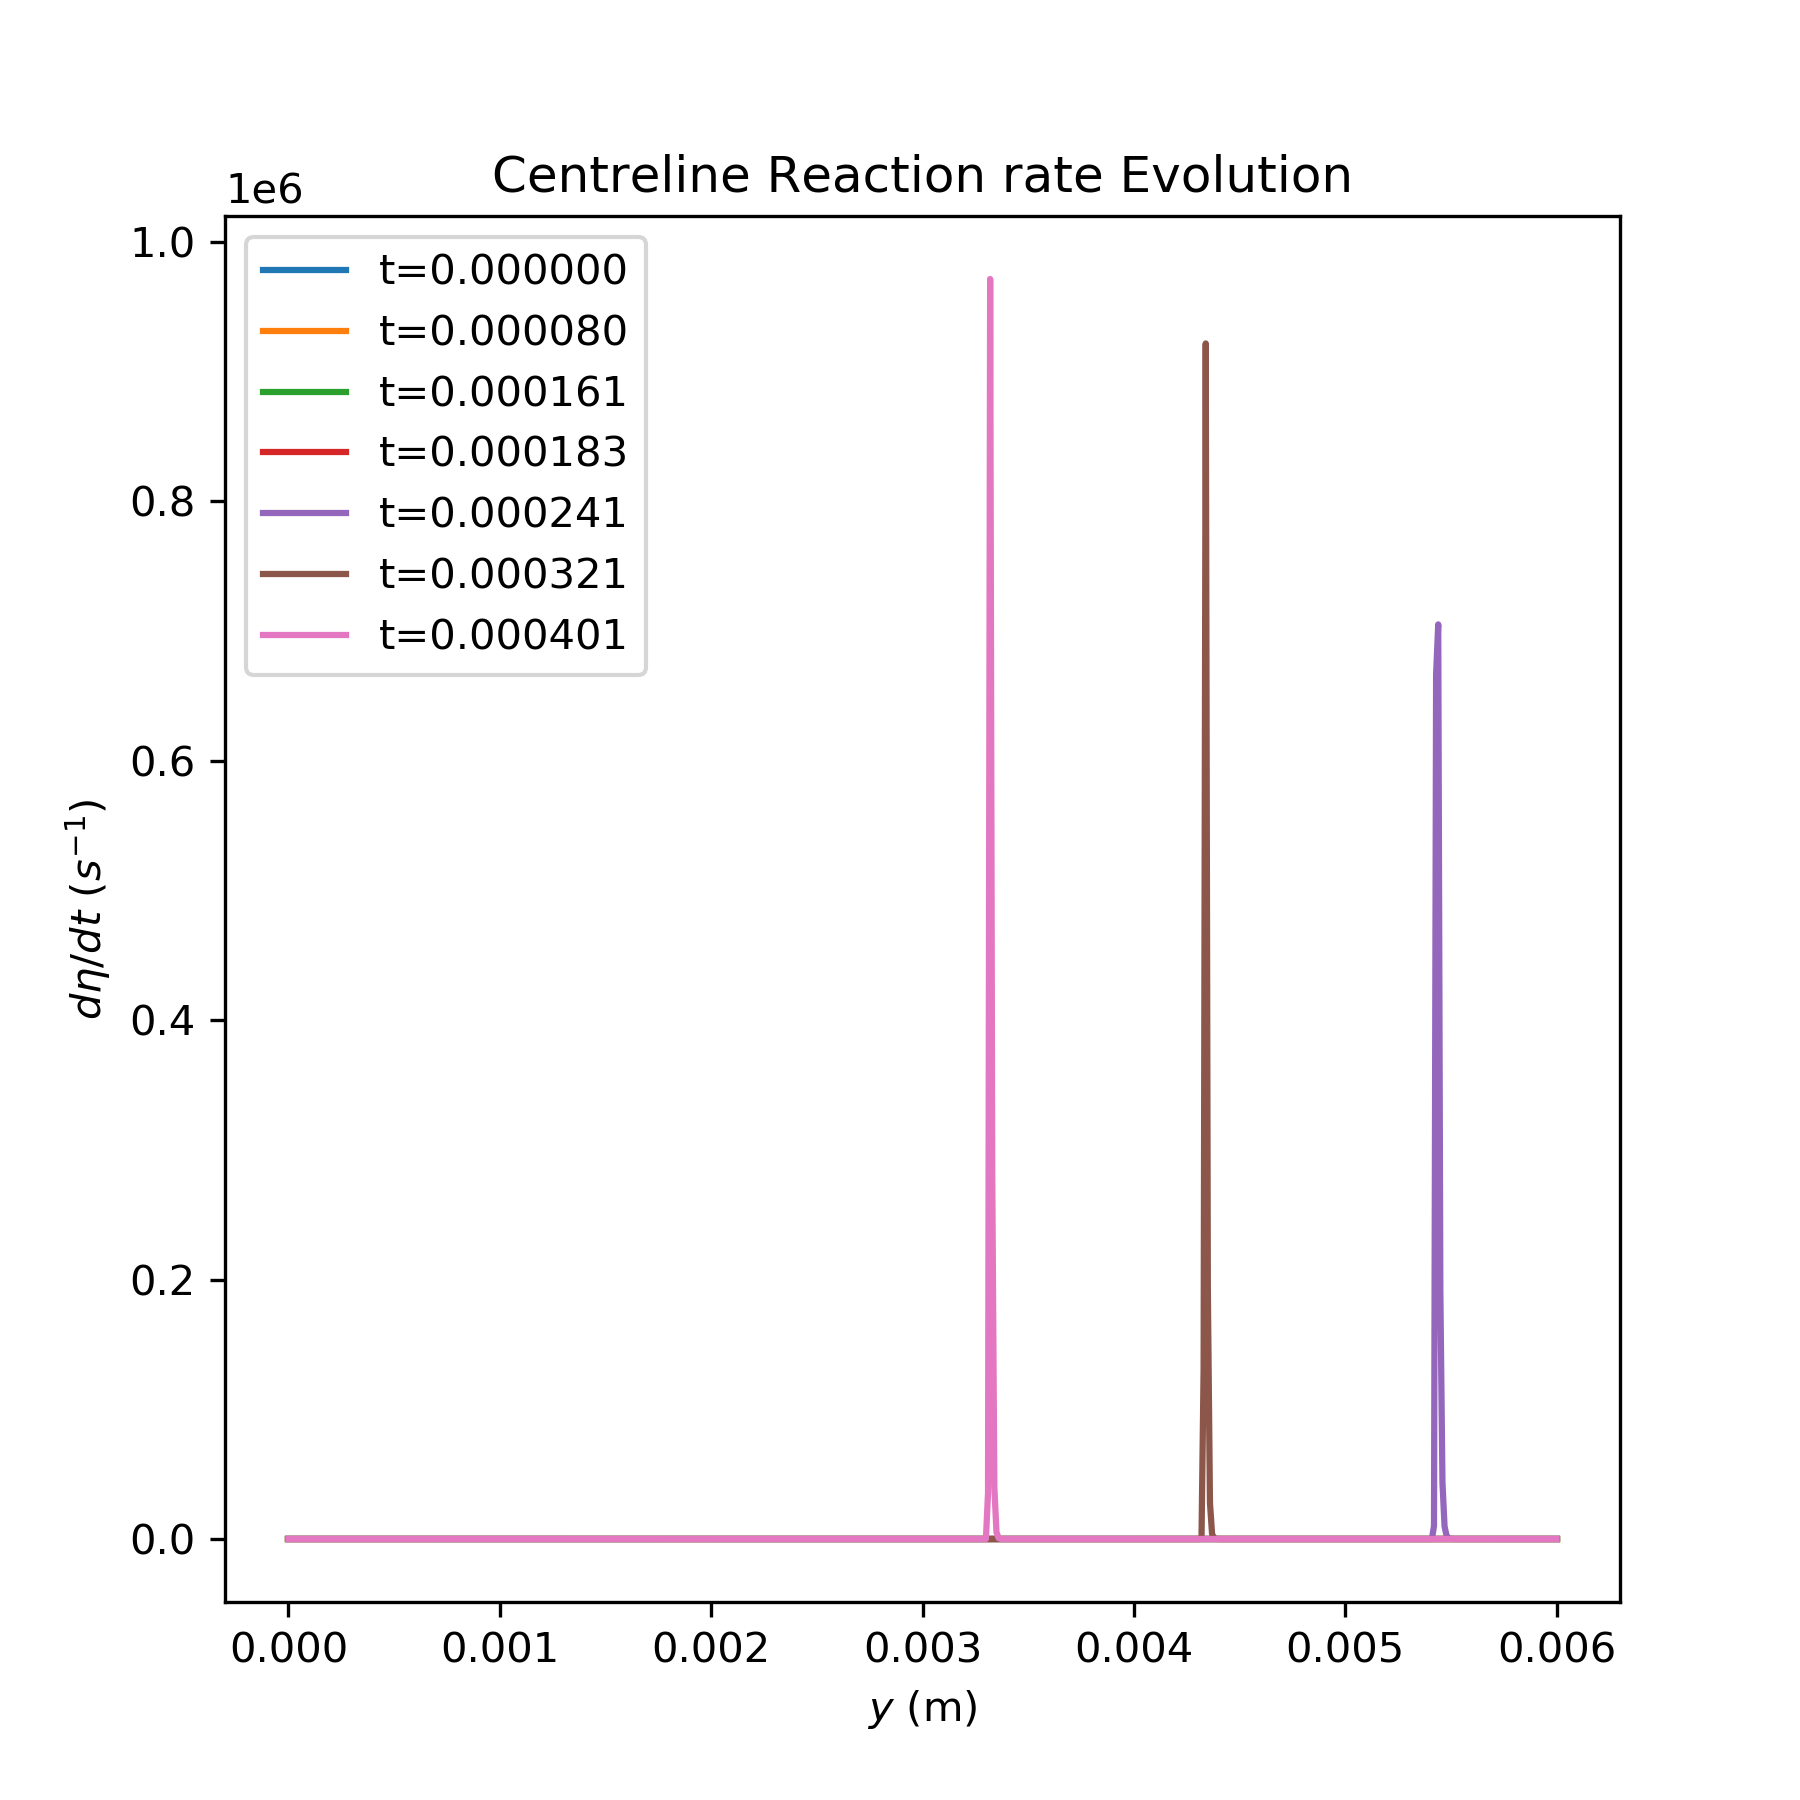 Centreline Reaction rate Evolution
1e6
1.0
0.8
0.6
0.4
0.2
0.0
dη/dt (s⁻¹)
t=0.000000
t=0.000080
t=0.000161
t=0.000183
t=0.000241
t=0.000321
t=0.000401
0.000 0.001 0.002 0.003 0.004 0.005 0.006
y (m)